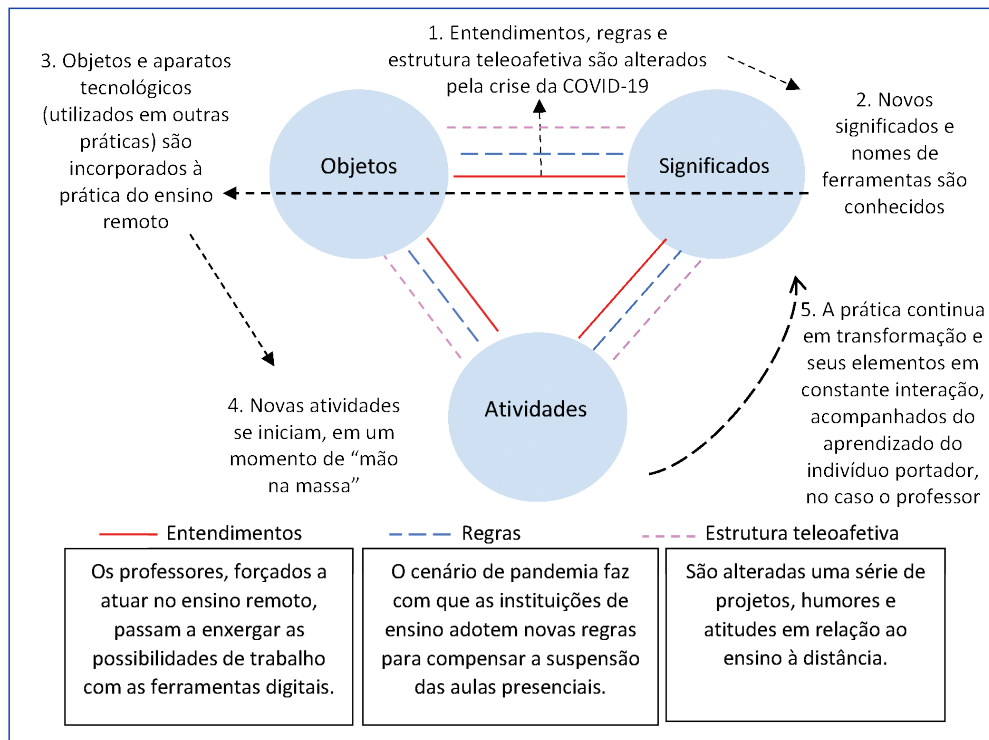 1. Entendimentos, regras e
estrutura teleoafetiva são alterados
pela crise da COVID-19
3. Objetos e aparatos
tecnológicos
(utilizados em outras
práticas) são
incorporados à
prática do ensino
remoto
Objetos
Significados
2. Novos
significados e
nomes de
ferramentas são
conhecidos
4. Novas atividades
se iniciam, em um
momento de “mão
na massa”
Atividades
5. A prática continua
em transformação e
seus elementos em
constante interação,
acompanhados do
aprendizado do
indivíduo portador,
no caso o professor
Entendimentos
Regras
Estrutura teleoafetiva
Os professores, forçados a
atuar no ensino remoto,
passam a enxergar as
possibilidades de trabalho
com as ferramentas digitais.
O cenário de pandemia faz
com que as instituições de
ensino adotem novas regras
para compensar a suspensão
das aulas presenciais.
São alteradas uma série de
projetos, humores e
atitudes em relação ao
ensino à distância.